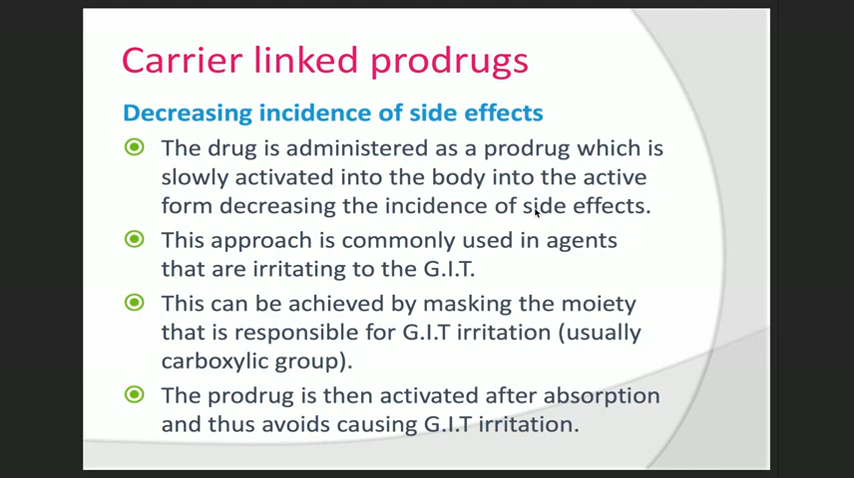 Carrier linked prodrugs
Decreasing incidence of side effects
The drug is administered as a prodrug which is
slowly activated into the body into the active
form decreasing the incidence of side effects.
This approach is commonly used in agents
that are irritating to the G.I.T.
This can be achieved by masking the moiety
that is responsible for G.I.T irritation (usually
carboxylic group).
The prodrug is then activated after absorption
and thus avoids causing G.I.T irritation.